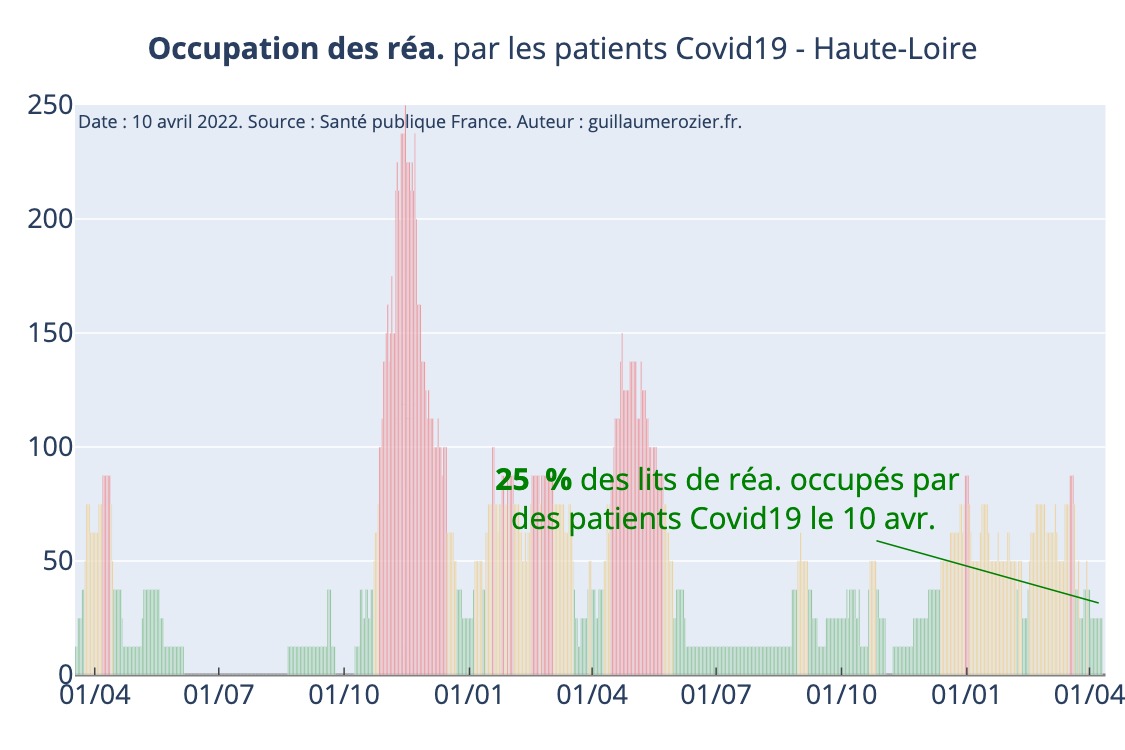 Occupation des réa. par les patients Covid19 - Haute-Loire
250
Date : 10 avril 2022. Source : Santé publique France. Auteur : guillaumerozier.fr.
200
150
100
25 % des lits de réa. occupés par
des patients Covid19 le 10 avr.
50
0
01/04 01/07 01/10 01/01 01/04 01/07 01/10 01/01 01/04